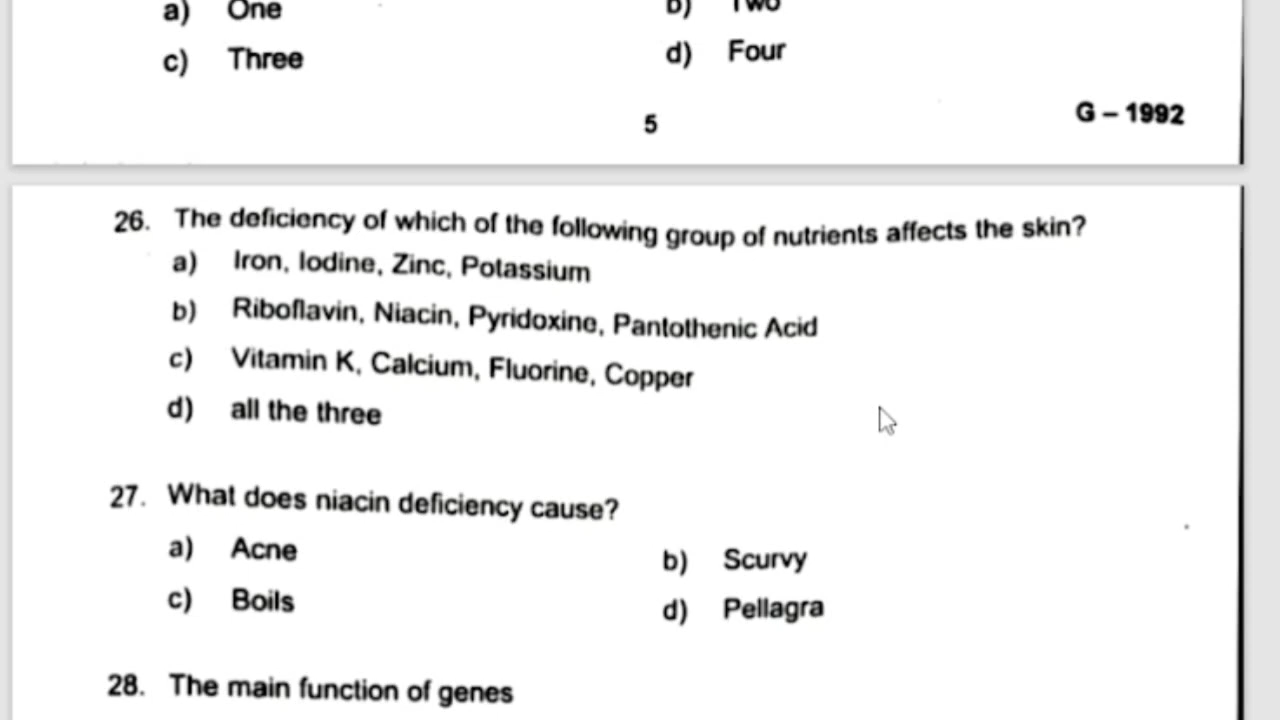 a) One b) Two
c) Three d) Four
5 G – 1992
26. The deficiency of which of the following group of nutrients affects the skin?
a) Iron, Iodine, Zinc, Potassium
b) Riboflavin, Niacin, Pyridoxine, Pantothenic Acid
c) Vitamin K, Calcium, Fluorine, Copper
d) all the three
27. What does niacin deficiency cause?
a) Acne b) Scurvy
c) Boils d) Pellagra
28. The main function of genes